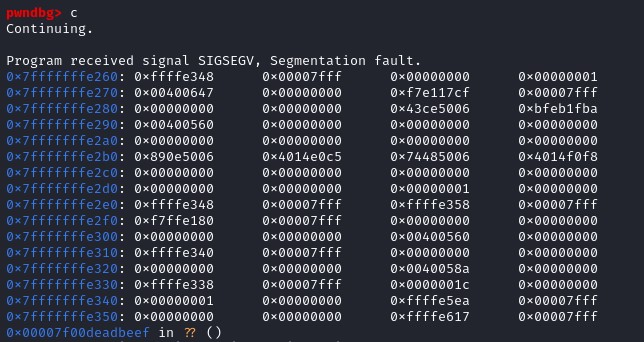 pwndbg> c
Continuing.
Program received signal SIGSEGV, Segmentation fault.
0x7fffffffe260: 0xffffe348 0x00007fff 0x00000000 0x00000001
0x7fffffffe270: 0x00400647 0x00000000 0xf7e117cf 0x00007fff
0x7fffffffe280: 0x00000000 0x00000000 0x43ce5006 0xbfeb1fba
0x7fffffffe290: 0x00400560 0x00000000 0x00000000 0x00000000
0x7fffffffe2a0: 0x00000000 0x00000000 0x00000000 0x00000000
0x7fffffffe2b0: 0x890e5006 0x4014e0c5 0x74485006 0x4014f0f8
0x7fffffffe2c0: 0x00000000 0x00000000 0x00000000 0x00000000
0x7fffffffe2d0: 0x00000000 0x00000000 0x00000001 0x00000000
0x7fffffffe2e0: 0xffffe348 0x00007fff 0xffffe358 0x00007fff
0x7fffffffe2f0: 0xf7ffe180 0x00007fff 0x00000000 0x00000000
0x7fffffffe300: 0x00000000 0x00000000 0x00400560 0x00000000
0x7fffffffe310: 0xffffe340 0x00007fff 0x00000000 0x00000000
0x7fffffffe320: 0x00000000 0x00000000 0x0040058a 0x00000000
0x7fffffffe330: 0xffffe338 0x00007fff 0x0000001c 0x00000000
0x7fffffffe340: 0x00000001 0x00000000 0xffffe5ea 0x00007fff
0x7fffffffe350: 0x00000000 0x00000000 0xffffe617 0x00007fff
0x00007f00deadbeef in ?? ()